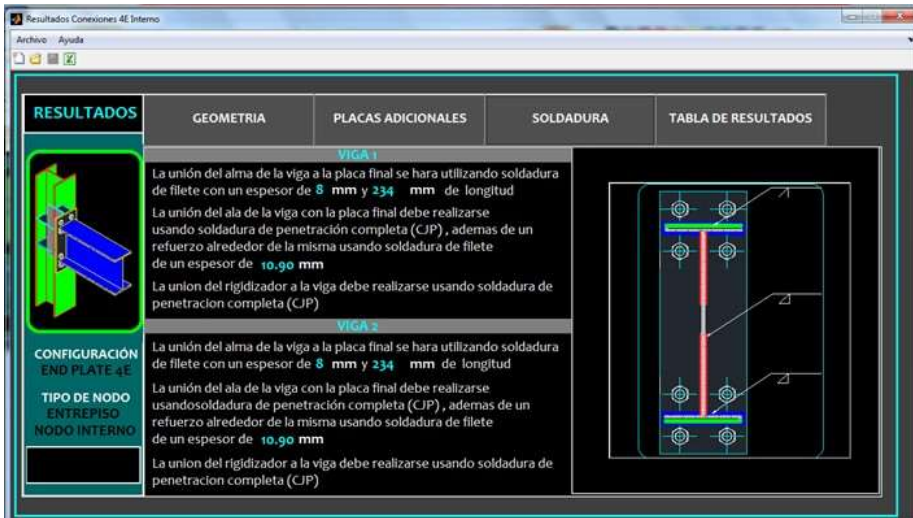 Resultados Conexiones 4E Interno
Archivo Ayuda
RESULTADOS
GEOMETRIA
PLACAS ADICIONALES
SOLDADURA
TABLA DE RESULTADOS
CONFIGURACIÓN
END PLATE 4E
TIPO DE NODO
ENTREPISO
NODO INTERNO
VIGA 1
La unión del alma de la viga a la placa final se hara utilizando soldadura
de filete con un espesor de 8 mm y 234 mm de longitud
La unión del ala de la viga con la placa final debe realizarse
usando soldadura de penetración completa (CJP) , ademas de un
refuerzo alrededor de la misma usando soldadura de filete
de un espesor de 10.90 mm
La union del rigidizador a la viga debe realizarse usando soldadura de
penetracion completa (CJP)
VIGA 2
La unión del alma de la viga a la placa final se hara utilizando soldadura
de filete con un espesor de 8 mm y 234 mm de longitud
La unión del ala de la viga con la placa final debe realizarse
usandosoldadura de penetración completa (CJP) , ademas de un
refuerzo alrededor de la misma usando soldadura de filete
de un espesor de 10.90 mm
La union del rigidizador a la viga debe realizarse usando soldadura de
penetracion completa (CJP)